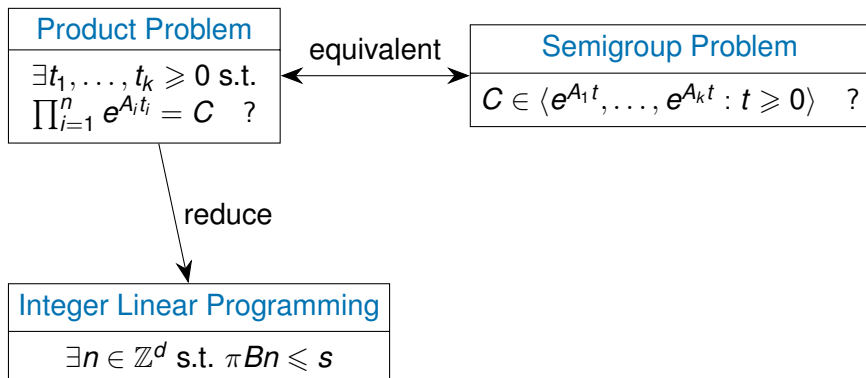 Product Problem
∃t₁, . . . , tₖ ⩾ 0 s.t.
∏ⁿᵢ₌₁ e^{Aᵢtᵢ} = C ?
equivalent
Semigroup Problem
C ∈ ⟨e^{A₁t}, . . . , e^{Aₖt} : t ⩾ 0⟩ ?
reduce
Integer Linear Programming
∃n ∈ ℤᵈ s.t. πBn ⩽ s